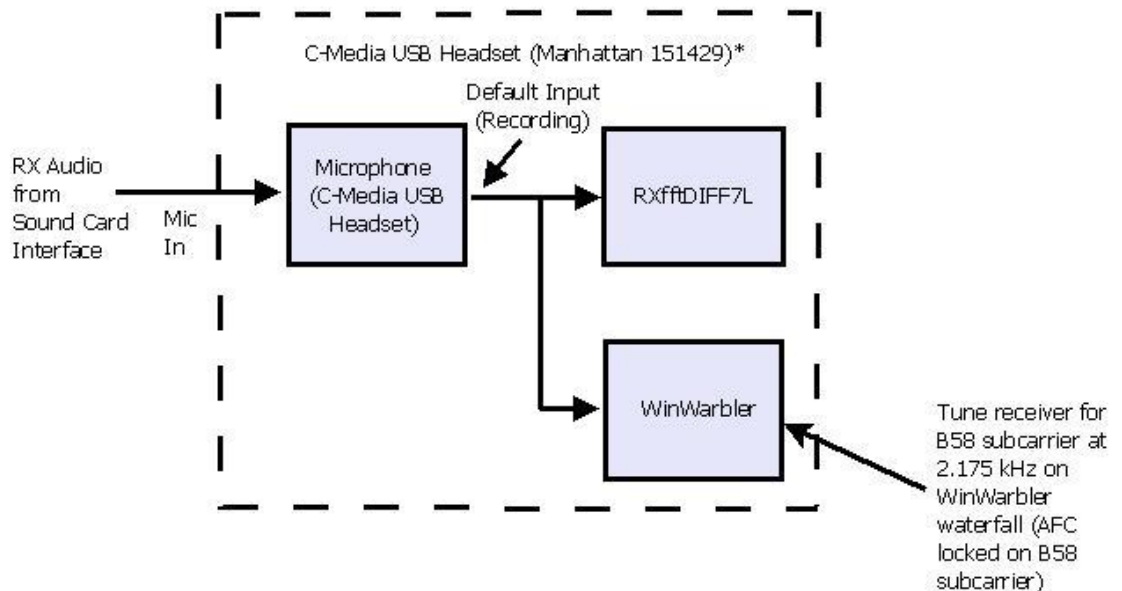 C-Media USB Headset (Manhattan 151429)*
Default Input
(Recording)
RX Audio
from
Sound Card
Interface
Mic
In
Microphone
(C-Media USB
Headset)
RXfftDIFF7L
WinWarbler
Tune receiver for
B58 subcarrier at
2.175 kHz on
WinWarbler
waterfall (AFC
locked on B58
subcarrier)